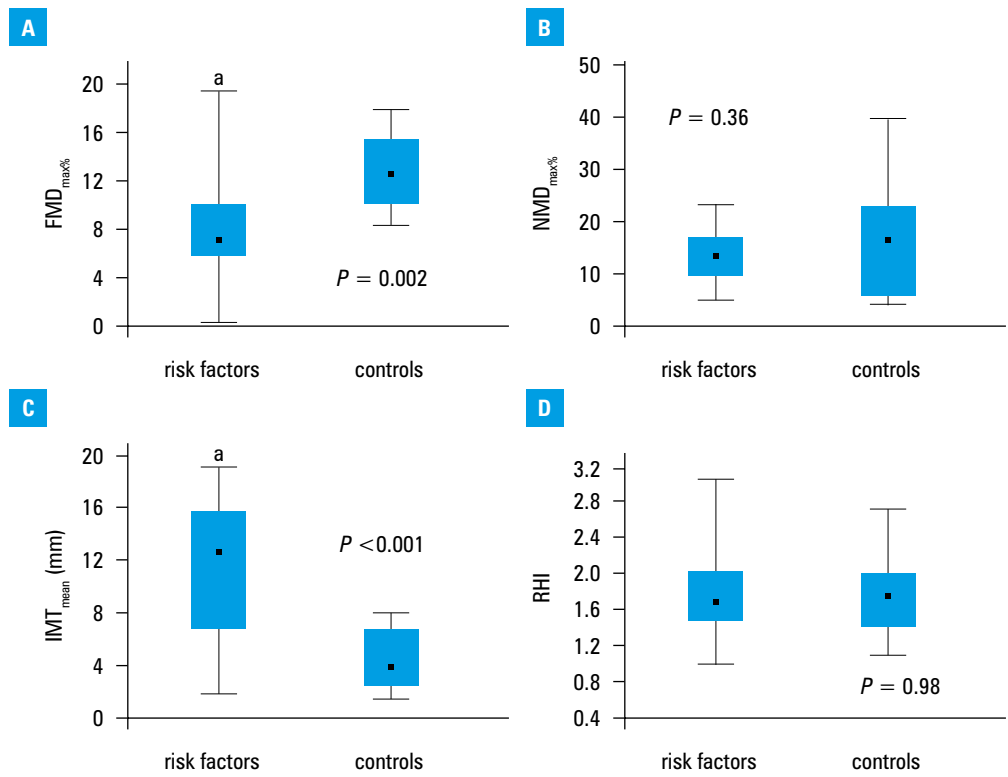 A
20
16
12
8
4
0
FMDmax%
a
P = 0.002
risk factors
controls
B
50
40
30
20
10
0
NMDmax%
P = 0.36
risk factors
controls
C
20
16
12
8
4
0
IMTmean (mm)
a
P <0.001
risk factors
controls
D
3.2
2.8
2.4
2.0
1.6
1.2
0.8
0.4
RHI
P = 0.98
risk factors
controls